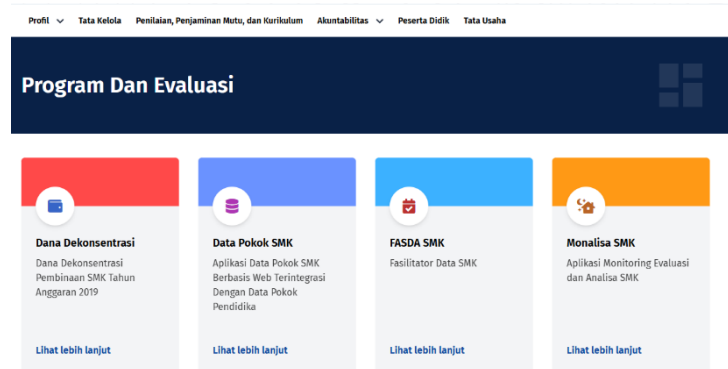 Profil Tata Kelola Penilaian, Penjaminan Mutu, dan Kurikulum Akuntabilitas Peserta Didik Tata Usaha
Program Dan Evaluasi
Dana Dekonsentrasi
Dana Dekonsentrasi
Pembinaan SMK Tahun
Anggaran 2019
Lihat lebih lanjut
Data Pokok SMK
Aplikasi Data Pokok SMK
Berbasis Web Terintegrasi
Dengan Data Pokok
Pendidika
Lihat lebih lanjut
FASDA SMK
Fasilitator Data SMK
Lihat lebih lanjut
Monalisa SMK
Aplikasi Monitoring Evaluasi
dan Analisa SMK
Lihat lebih lanjut